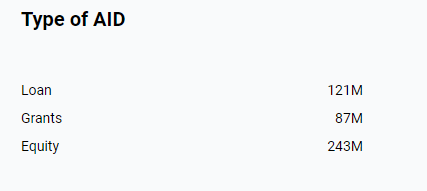 Type of AID
Loan 121M
Grants 87M
Equity 243M